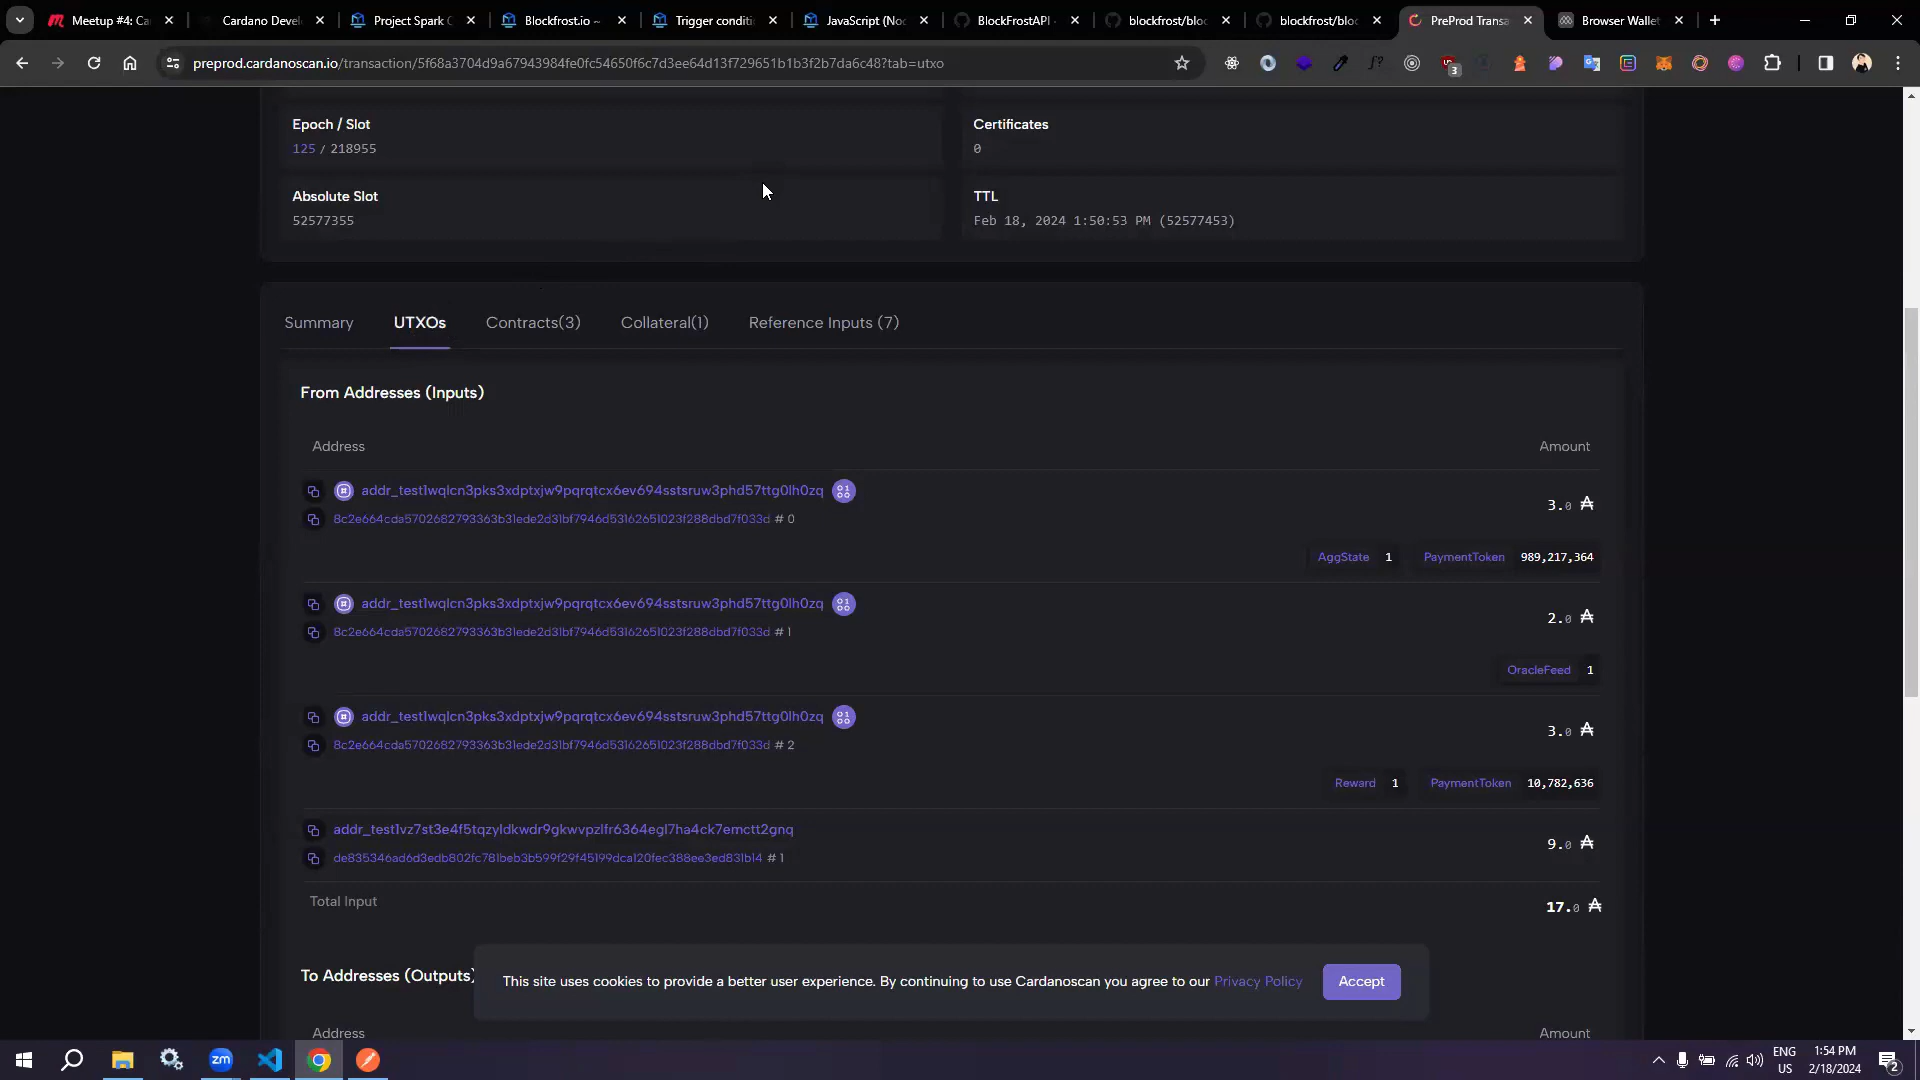 Meetup #4: Ca
Cardano Devel
Project Spark C
Blockfrost.io ~
Trigger conditi
JavaScript (Noc
BlockFrostAPI
blockfrost/bloc
blockfrost/bloc
PreProd Transa
Browser Wallet
preprod.cardanoscan.io/transaction/5f68a3704d9a67943984fe0fc54650f6c7d3ee64d13f729651b1b3f2b7da6c48?tab=utxo
3
Epoch / Slot
125 / 218955
Certificates
0
Absolute Slot
52577355
TTL
Feb 18, 2024 1:50:53 PM (52577453)
Summary
UTXOs
Contracts(3)
Collateral(1)
Reference Inputs (7)
From Addresses (Inputs)
Address
Amount
addr_test1wqlcn3pks3xdptxjw9pqrqtcx6ev694sstsruw3phd57ttg0lh0zq
3.0 ₳
8c2e664cda5702682793363b31ede2d31bf7946d53162651023f288dbd7f033d # 0
AggState 1
PaymentToken 989,217,364
addr_test1wqlcn3pks3xdptxjw9pqrqtcx6ev694sstsruw3phd57ttg0lh0zq
2.0 ₳
8c2e664cda5702682793363b31ede2d31bf7946d53162651023f288dbd7f033d # 1
OracleFeed 1
addr_test1wqlcn3pks3xdptxjw9pqrqtcx6ev694sstsruw3phd57ttg0lh0zq
3.0 ₳
8c2e664cda5702682793363b31ede2d31bf7946d53162651023f288dbd7f033d # 2
Reward 1
PaymentToken 10,782,636
addr_test1vz7st3e4f5tqzyldkwdr9gkwvpzlfr6364egl7ha4ck7emctt2gnq
9.0 ₳
de835346ad6d3edb802fc781beb3b599f29f45199dca120fec388ee3ed831b14 # 1
Total Input
17.0 ₳
To Addresses (Outputs)
This site uses cookies to provide a better user experience. By continuing to use Cardanoscan you agree to our Privacy Policy
Accept
Address
Amount
zm
ENG
US
1:54 PM
2/18/2024
2